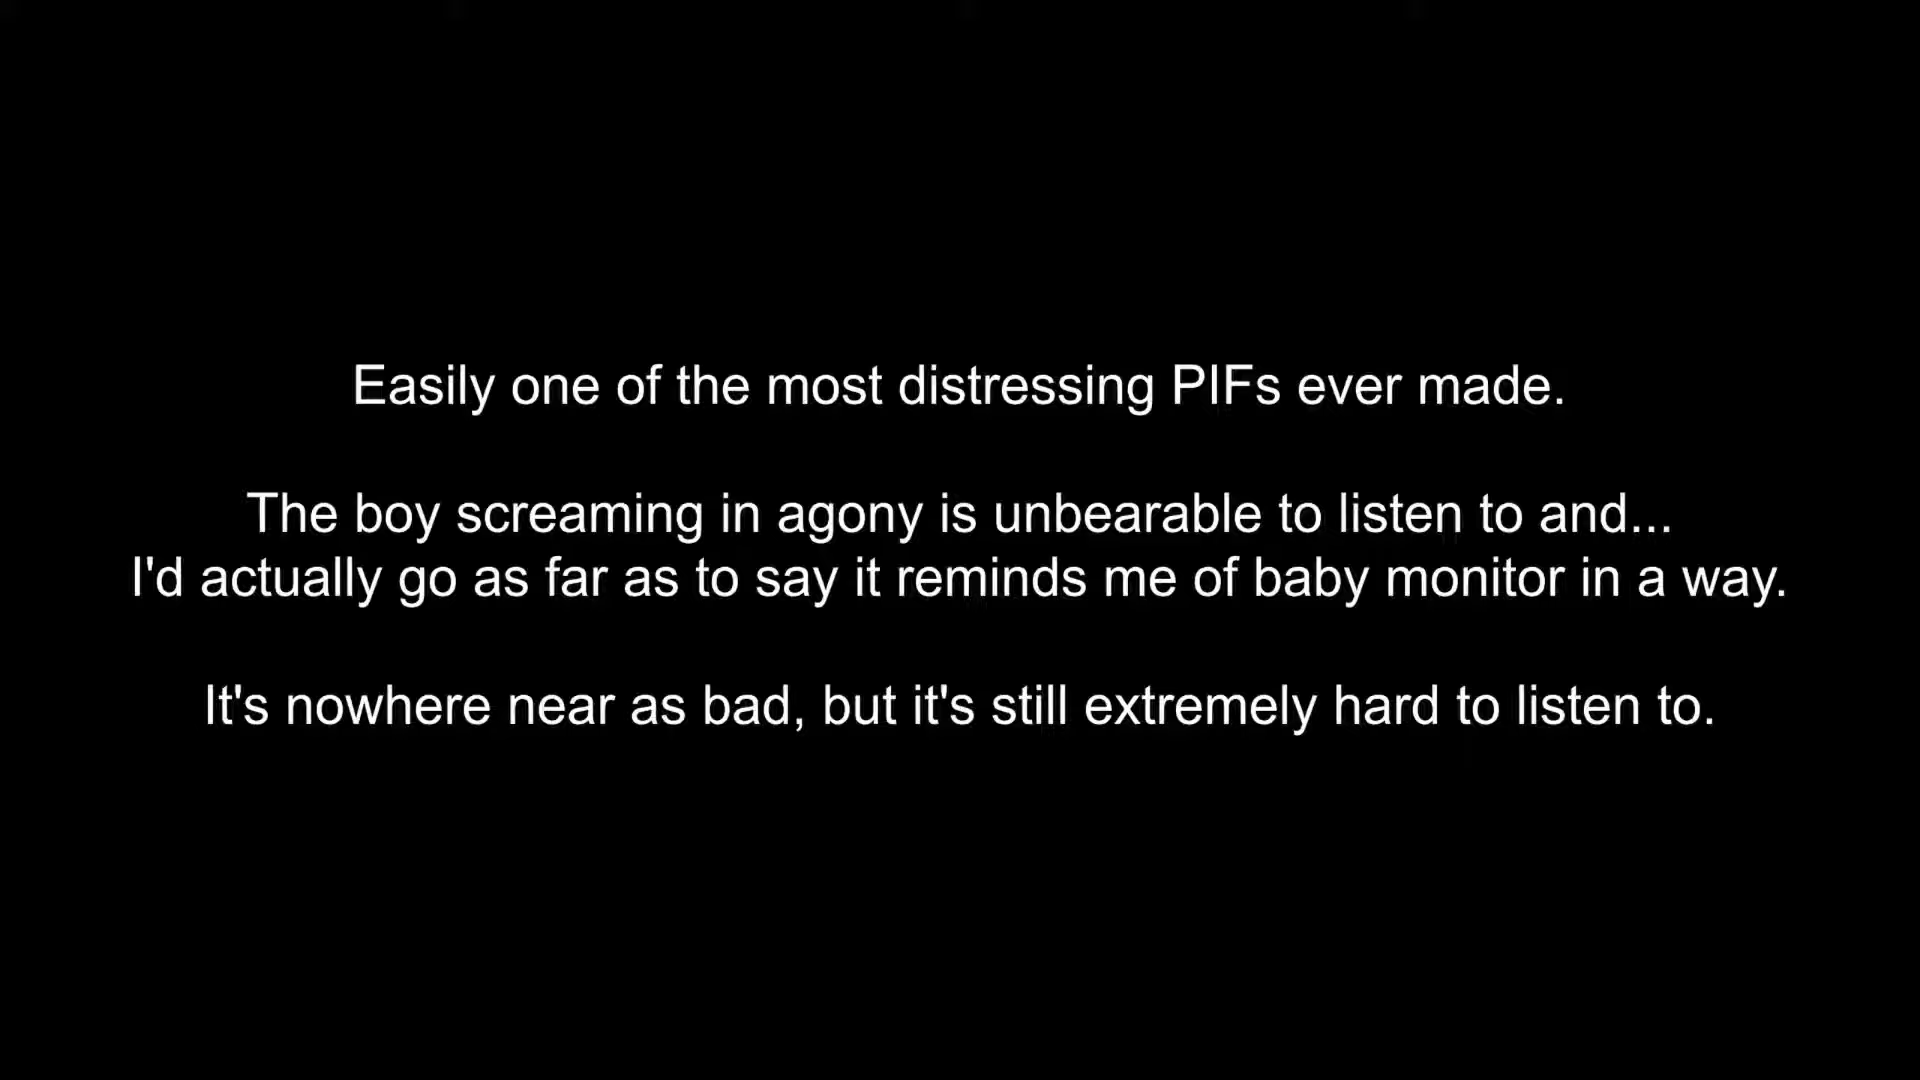 Easily one of the most distressing PIFs ever made.
The boy screaming in agony is unbearable to listen to and...
I'd actually go as far as to say it reminds me of baby monitor in a way.
It's nowhere near as bad, but it's still extremely hard to listen to.